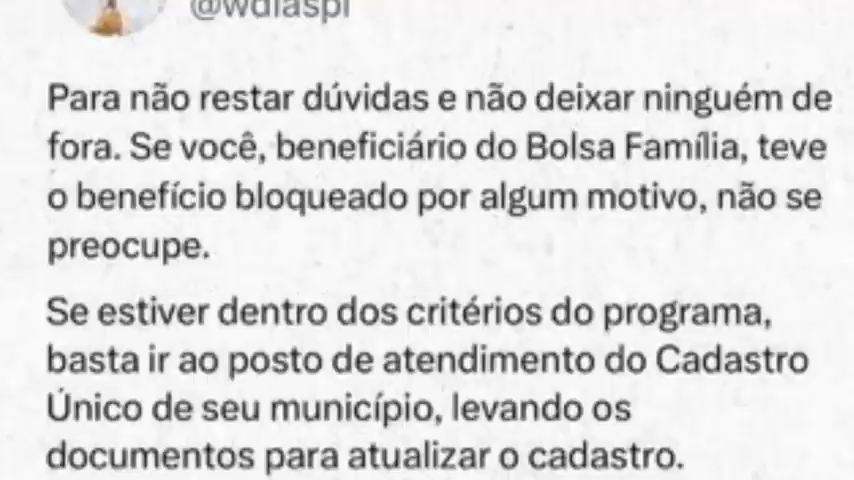 @wdiaspi
Para não restar dúvidas e não deixar ninguém de
fora. Se você, beneficiário do Bolsa Família, teve
o benefício bloqueado por algum motivo, não se
preocupe.
Se estiver dentro dos critérios do programa,
basta ir ao posto de atendimento do Cadastro
Único de seu município, levando os
documentos para atualizar o cadastro.